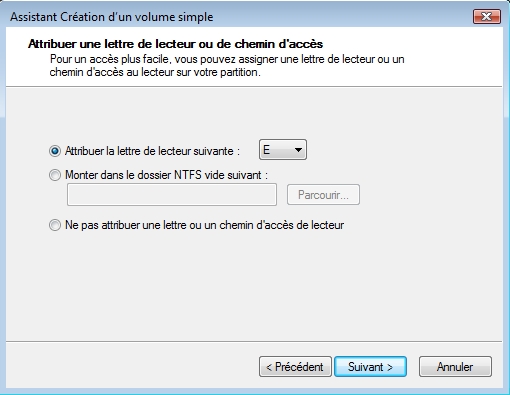 Assistant Création d'un volume simple
Attribuer une lettre de lecteur ou de chemin d'accès
Pour un accès plus facile, vous pouvez assigner une lettre de lecteur ou un
chemin d'accès au lecteur sur votre partition.
Attribuer la lettre de lecteur suivante : E
Monter dans le dossier NTFS vide suivant :
Parcourir...
Ne pas attribuer une lettre ou un chemin d'accès de lecteur
< Précédent Suivant > Annuler